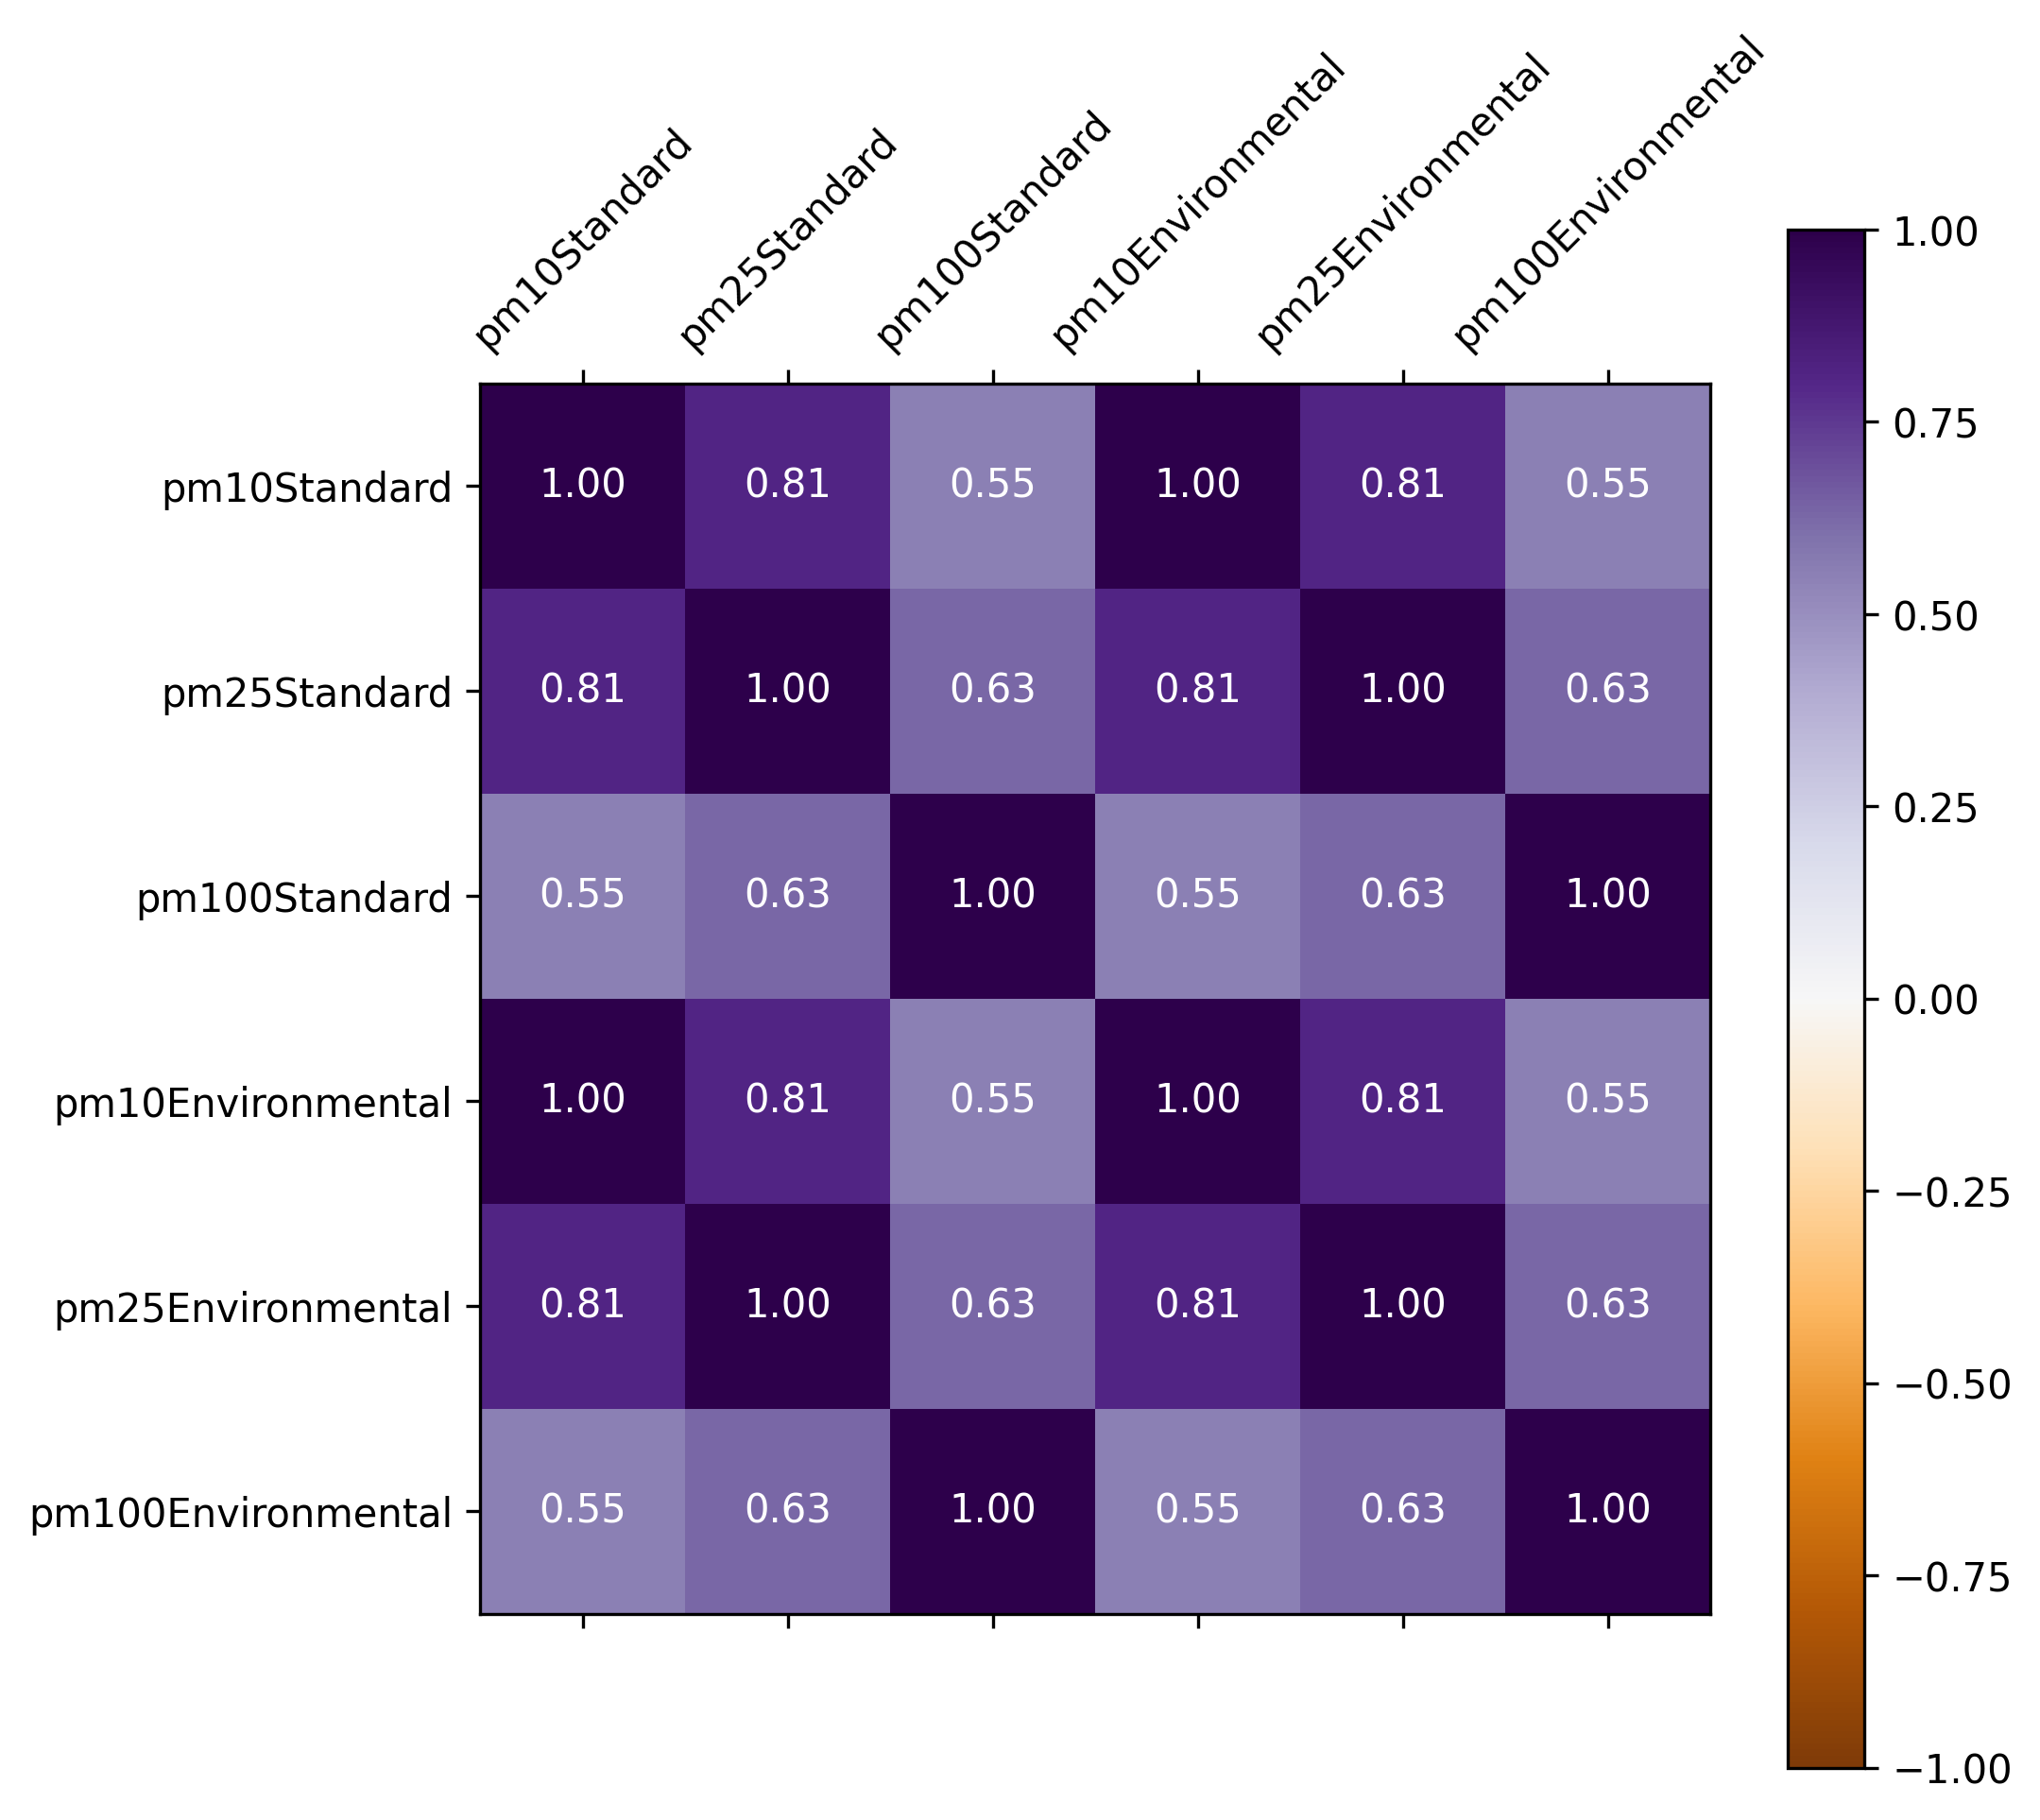 pm10Standard
pm25Standard
pm100Standard
pm10Environmental
pm25Environmental
pm100Environmental
pm10Standard 1.00 0.81 0.55 1.00 0.81 0.55
pm25Standard 0.81 1.00 0.63 0.81 1.00 0.63
pm100Standard 0.55 0.63 1.00 0.55 0.63 1.00
pm10Environmental 1.00 0.81 0.55 1.00 0.81 0.55
pm25Environmental 0.81 1.00 0.63 0.81 1.00 0.63
pm100Environmental 0.55 0.63 1.00 0.55 0.63 1.00
1.00
0.75
0.50
0.25
0.00
−0.25
−0.50
−0.75
−1.00